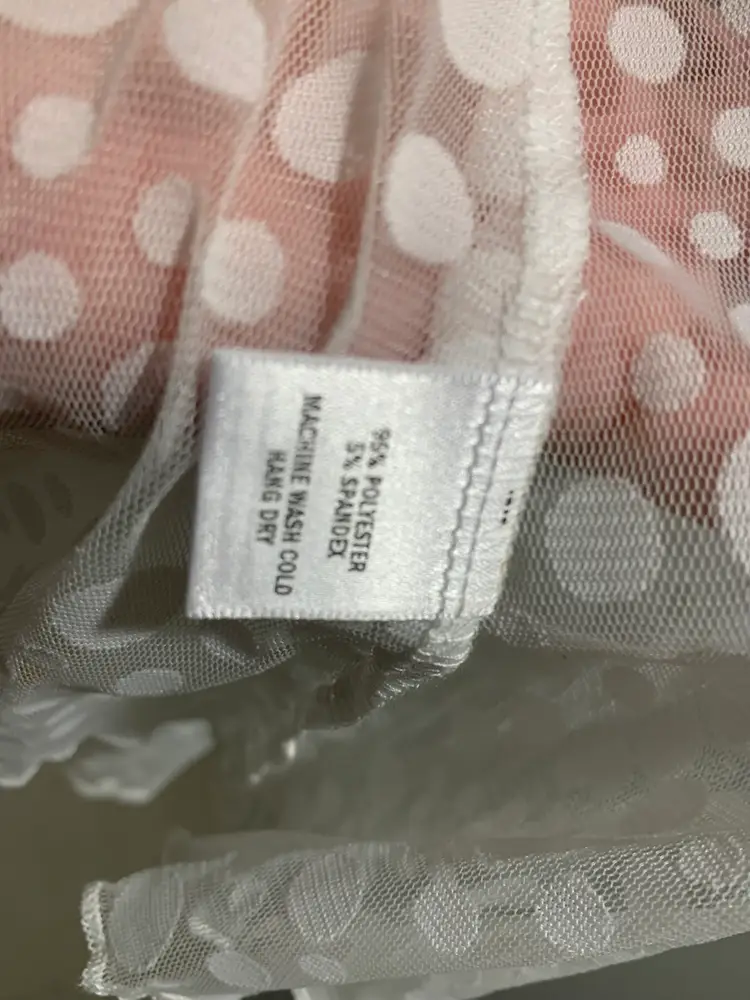 95% POLYESTER
5% SPANDEX
MACHINE WASH COLD
HANG DRY